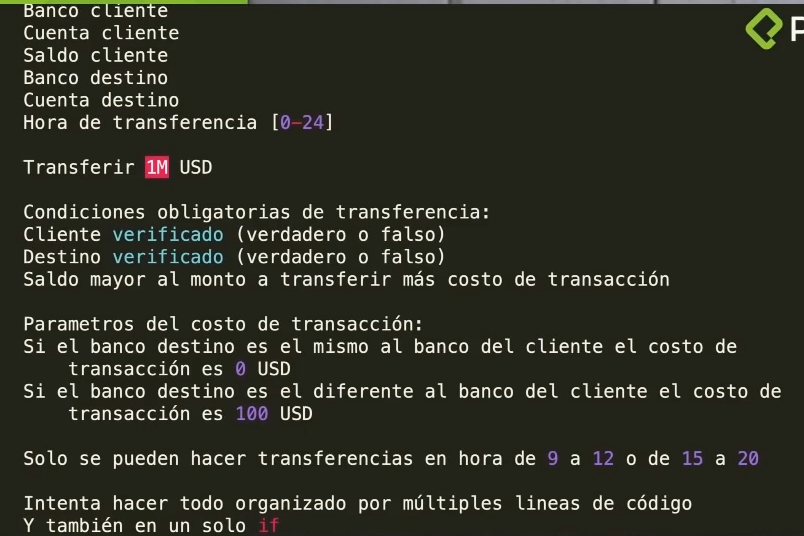 Banco cliente
Cuenta cliente
Saldo cliente
Banco destino
Cuenta destino
Hora de transferencia [0-24]
Transferir 1M USD
Condiciones obligatorias de transferencia:
Cliente verificado (verdadero o falso)
Destino verificado (verdadero o falso)
Saldo mayor al monto a transferir más costo de transacción
Parametros del costo de transacción:
Si el banco destino es el mismo al banco del cliente el costo de
transacción es 0 USD
Si el banco destino es el diferente al banco del cliente el costo de
transacción es 100 USD
Solo se pueden hacer transferencias en hora de 9 a 12 o de 15 a 20
Intenta hacer todo organizado por múltiples lineas de código
Y también en un solo if